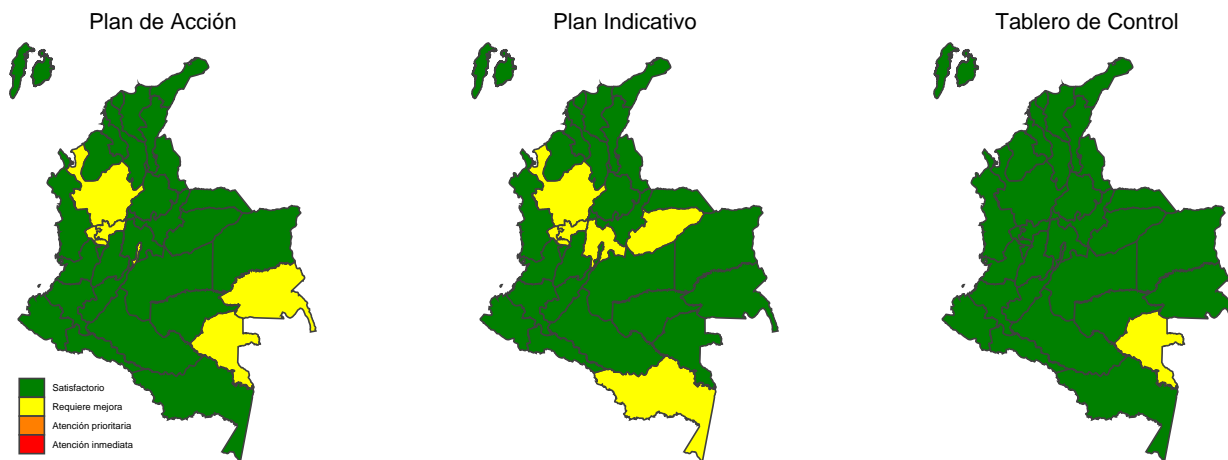 Plan de Acción
Plan Indicativo
Tablero de Control
Satisfactorio
Requiere mejora
Atención prioritaria
Atención inmediata